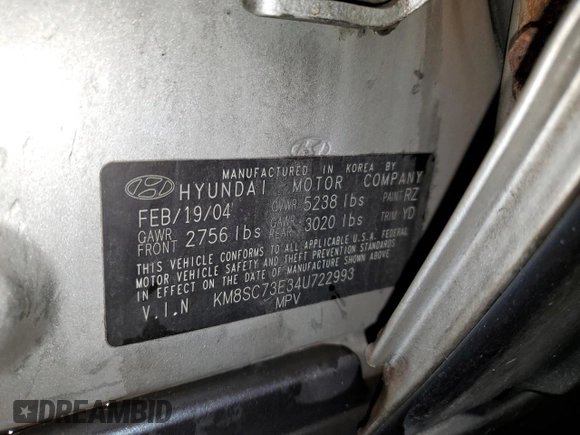 MANUFACTURED IN KOREA BY
HYUNDAI MOTOR COMPANY
FEB/19/04 GVWR 5238 lbs PAINT RZ
GAWR FRONT 2756 lbs GAWR REAR 3020 lbs TRIM YD
THIS VEHICLE CONFORMS TO ALL APPLICABLE U.S.A. FEDERAL
MOTOR VEHICLE SAFETY AND THEFT PREVENTION STANDARDS
IN EFFECT ON THE DATE OF MANUFACTURE SHOWN ABOVE.
V.I.N KM8SC73E34U722993
MPV
DREAMBID